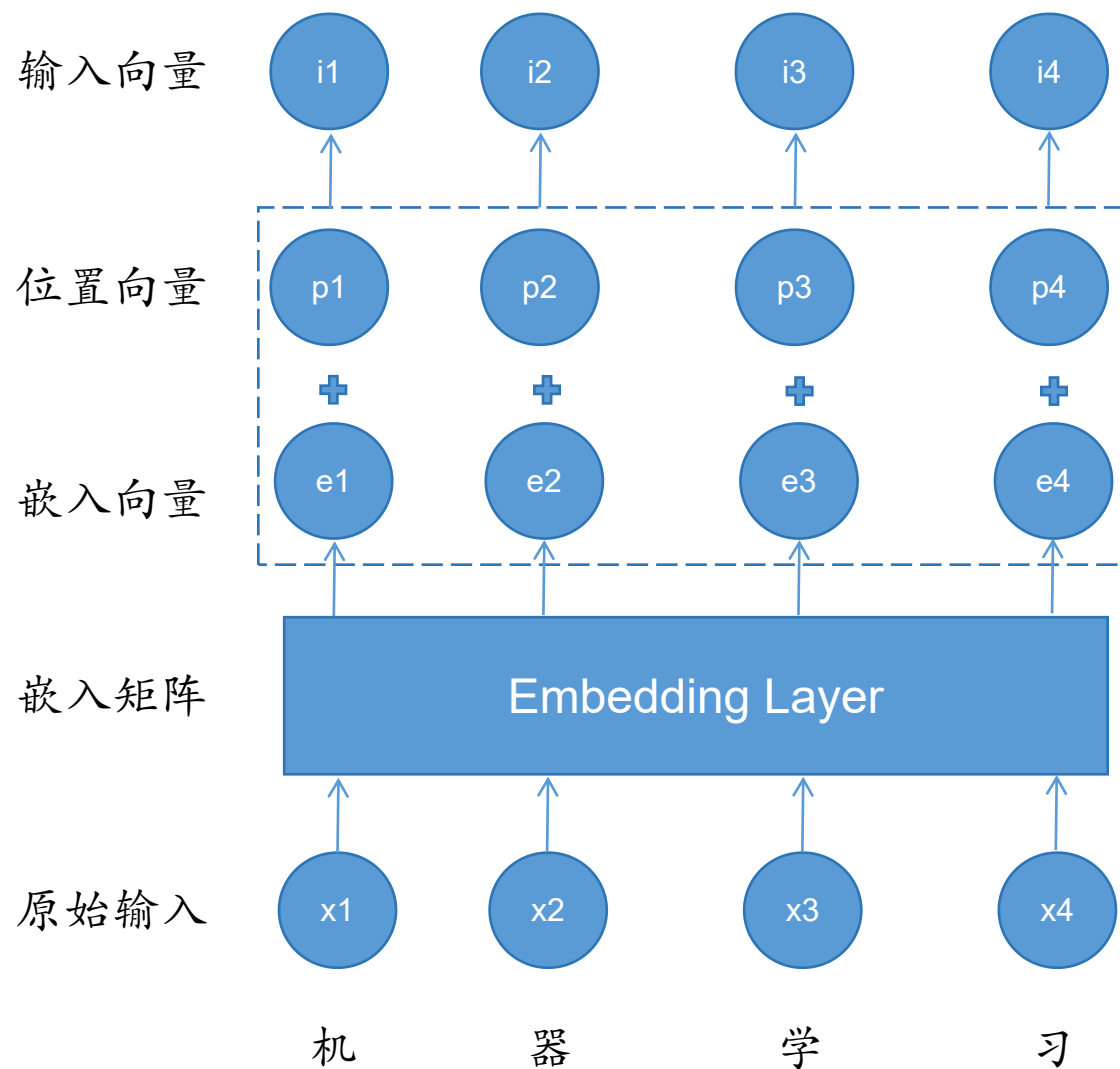 输入向量 i1 i2 i3 i4
位置向量 p1 p2 p3 p4
嵌入向量 e1 e2 e3 e4
嵌入矩阵 Embedding Layer
原始输入 x1 x2 x3 x4
机 器 学 习